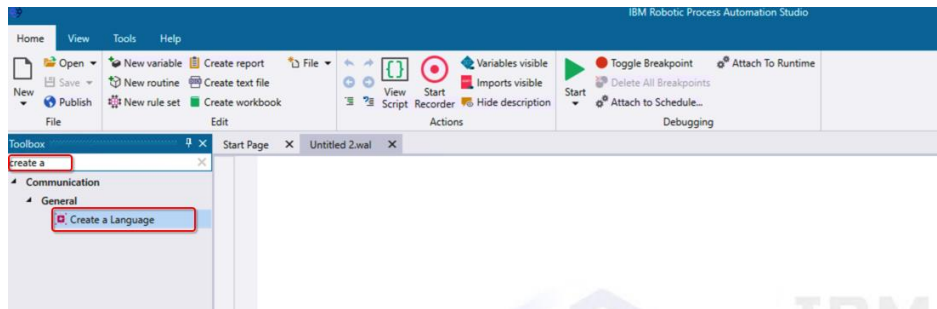 IBM Robotic Process Automation Studio
Home View Tools Help
New
Open
Save
Publish
File
New variable
New routine
New rule set
Create report
Create text file
Create workbook
File
Edit
View Script
Start Recorder
Variables visible
Imports visible
Hide description
Actions
Start
Toggle Breakpoint
Delete All Breakpoints
Attach to Schedule...
Attach To Runtime
Debugging
Toolbox
Start Page
Untitled 2.wal
create a
Communication
General
Create a Language
IBM